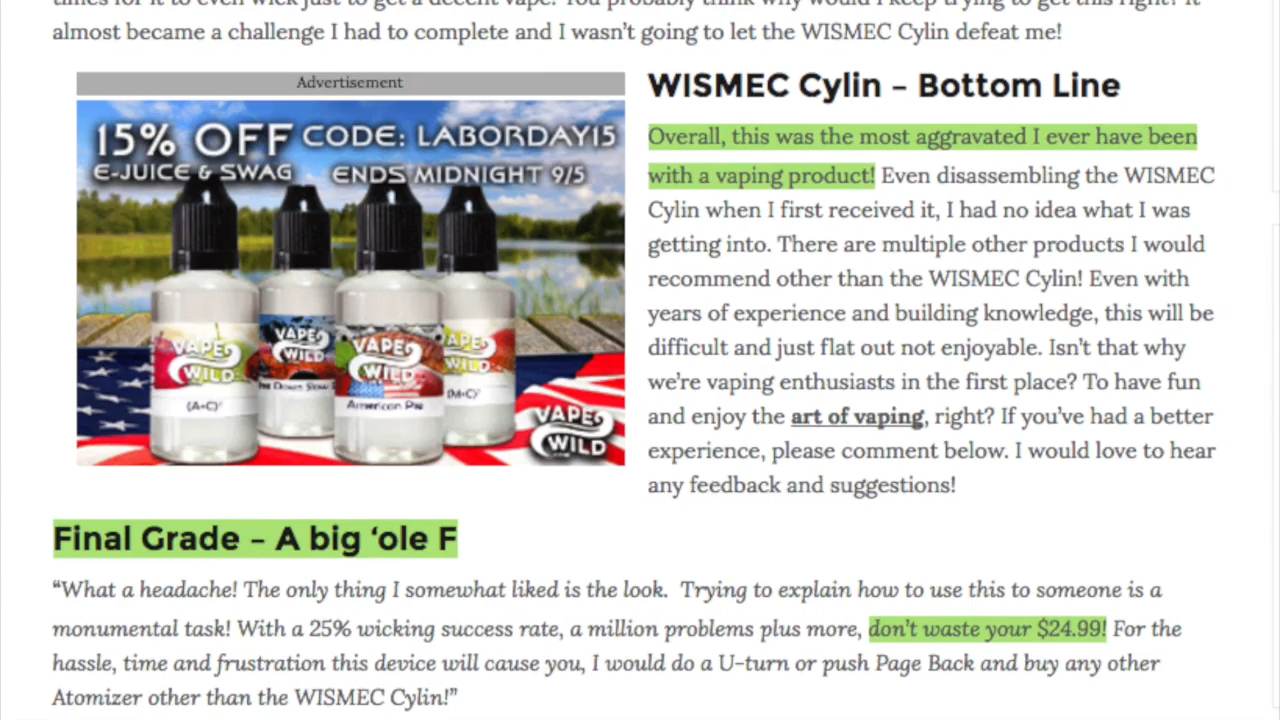 almost became a challenge I had to complete and I wasn’t going to let the WISMEC Cylin defeat me!
Advertisement
15% OFF CODE: LABORDAY15
E-JUICE & SWAG ENDS MIDNIGHT 9/5
VAPE WILD
VAPE WILD
VAPE WILD
VAPE
(A+C)²
American Pie
VAPE WILD
WISMEC Cylin – Bottom Line
Overall, this was the most aggravated I ever have been
with a vaping product! Even disassembling the WISMEC
Cylin when I first received it, I had no idea what I was
getting into. There are multiple other products I would
recommend other than the WISMEC Cylin! Even with
years of experience and building knowledge, this will be
difficult and just flat out not enjoyable. Isn’t that why
we’re vaping enthusiasts in the first place? To have fun
and enjoy the art of vaping, right? If you’ve had a better
experience, please comment below. I would love to hear
any feedback and suggestions!
Final Grade – A big ‘ole F
“What a headache! The only thing I somewhat liked is the look. Trying to explain how to use this to someone is a
monumental task! With a 25% wicking success rate, a million problems plus more, don’t waste your $24.99! For the
hassle, time and frustration this device will cause you, I would do a U-turn or push Page Back and buy any other
Atomizer other than the WISMEC Cylin!”